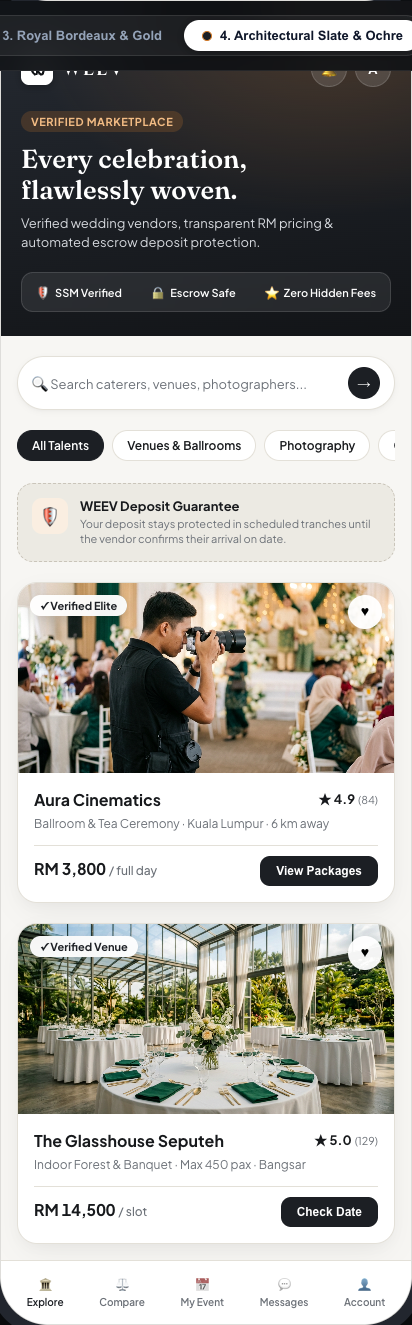 3. Royal Bordeaux & Gold
4. Architectural Slate & Ochre
WEEV
VERIFIED MARKETPLACE
Every celebration,
flawlessly woven.
Verified wedding vendors, transparent RM pricing &
automated escrow deposit protection.
SSM Verified
Escrow Safe
Zero Hidden Fees
Search caterers, venues, photographers...
→
All Talents
Venues & Ballrooms
Photography
WEEV Deposit Guarantee
Your deposit stays protected in scheduled tranches until
the vendor confirms their arrival on date.
✓Verified Elite
Aura Cinematics
★ 4.9 (84)
Ballroom & Tea Ceremony · Kuala Lumpur · 6 km away
RM 3,800 / full day
View Packages
✓Verified Venue
The Glasshouse Seputeh
★ 5.0 (129)
Indoor Forest & Banquet · Max 450 pax · Bangsar
RM 14,500 / slot
Check Date
Explore
Compare
My Event
Messages
Account